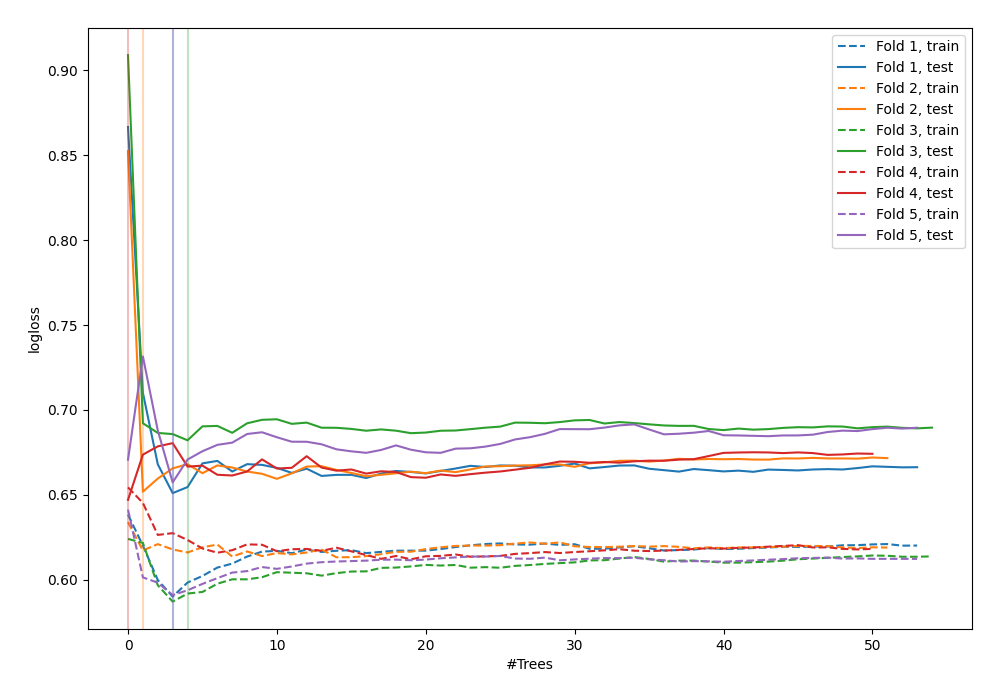 0.90
0.85
0.80
0.75
0.70
0.65
0.60
logloss
0
10
20
30
40
50
#Trees
Fold 1, train
Fold 1, test
Fold 2, train
Fold 2, test
Fold 3, train
Fold 3, test
Fold 4, train
Fold 4, test
Fold 5, train
Fold 5, test